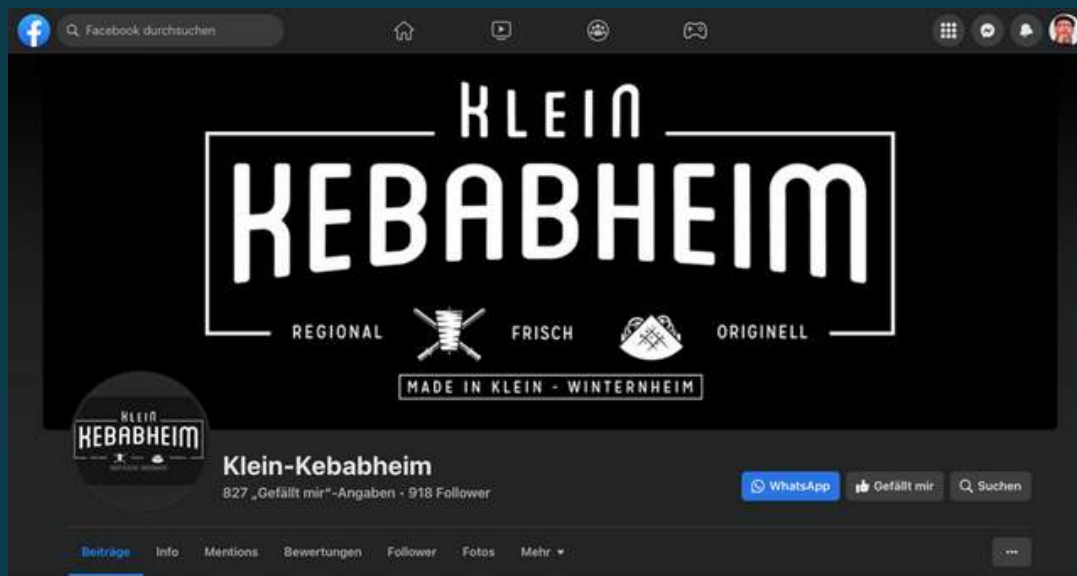 Facebook durchsuchen
KLEIN
KEBABHEIM
REGIONAL FRISCH ORIGINELL
MADE IN KLEIN - WINTERNHEIM
KLEIN
KEBABHEIM
Klein-Kebabheim
827 „Gefällt mir“-Angaben • 918 Follower
WhatsApp Gefällt mir Suchen
Beiträge Info Mentions Bewertungen Follower Fotos Mehr